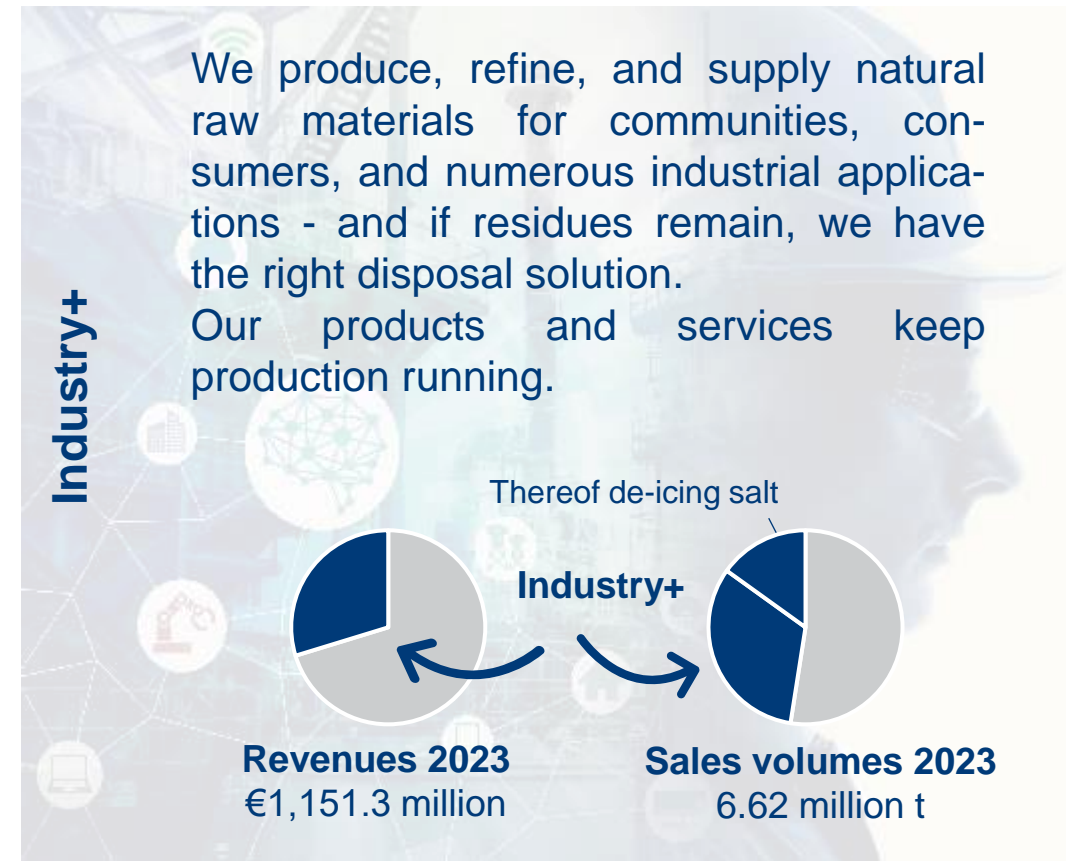 Industry+
We produce, refine, and supply natural
raw materials for communities, con-
sumers, and numerous industrial applica-
tions - and if residues remain, we have
the right disposal solution.
Our products and services keep
production running.
Thereof de-icing salt
Industry+
Revenues 2023
€1,151.3 million
Sales volumes 2023
6.62 million t